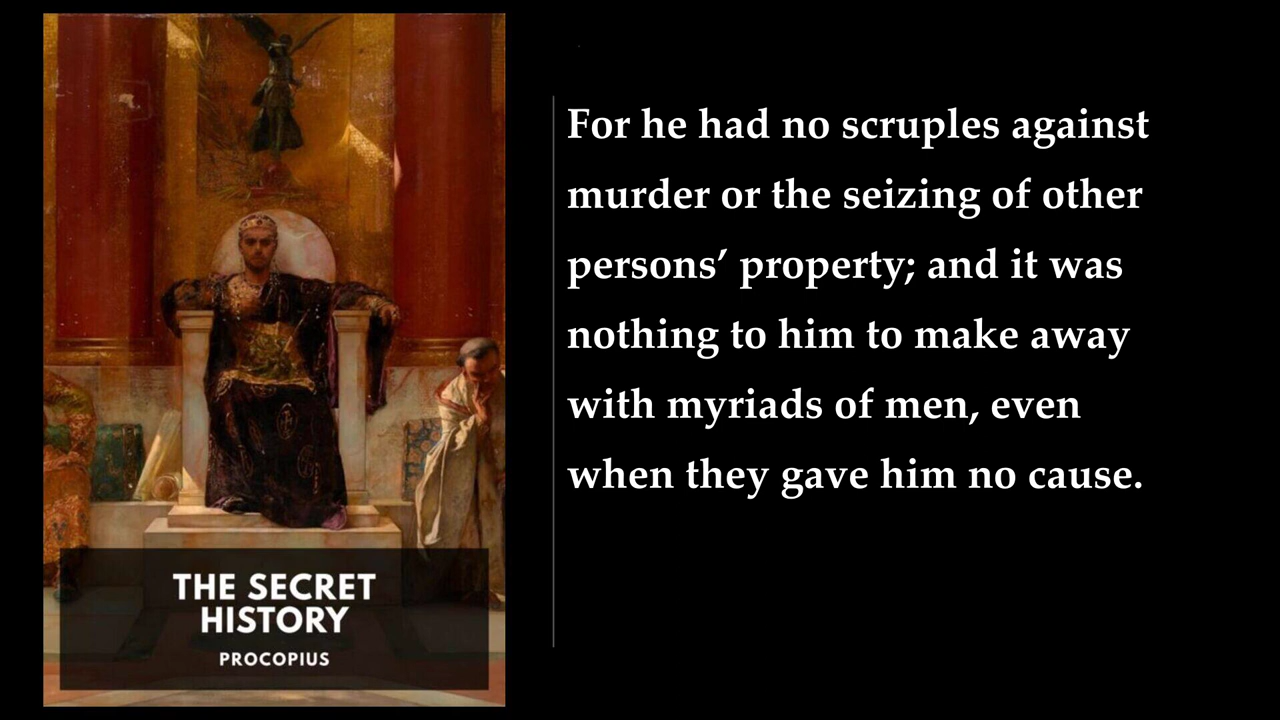 For he had no scruples against
murder or the seizing of other
persons’ property; and it was
nothing to him to make away
with myriads of men, even
when they gave him no cause.
THE SECRET
HISTORY
PROCOPIUS